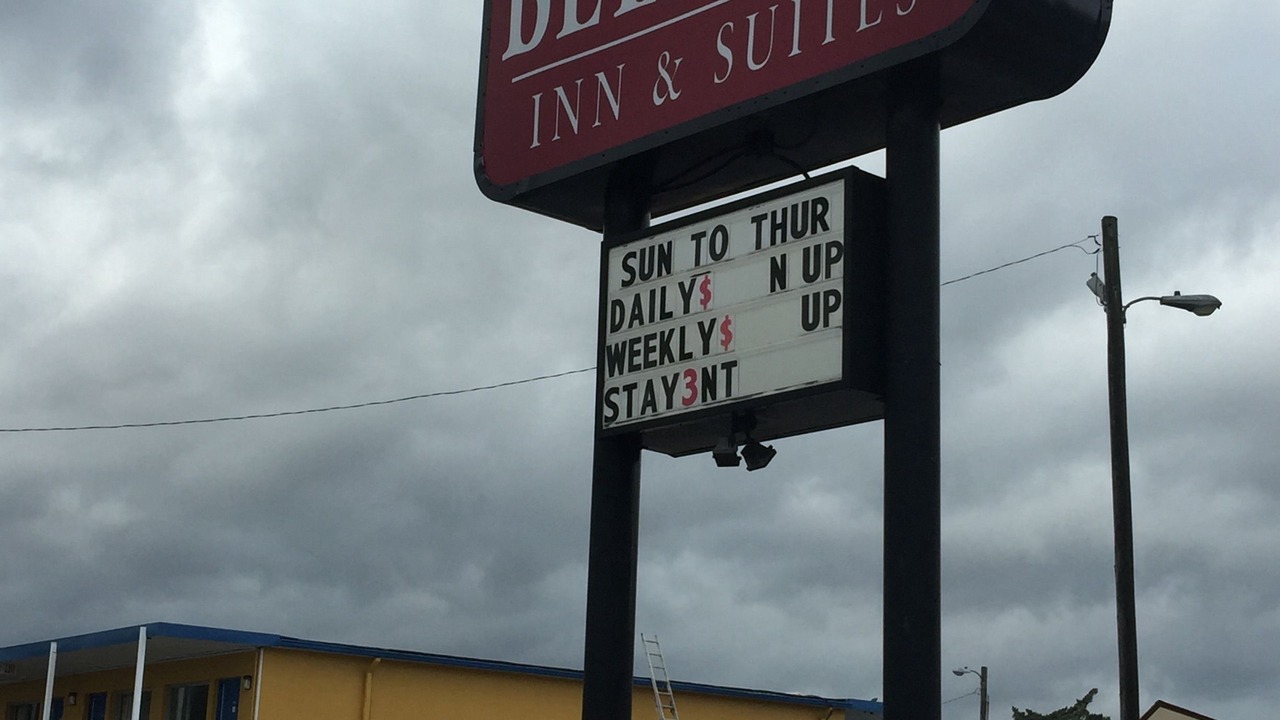 INN & SUITES
SUN TO THUR
DAILY$ N UP
WEEKLY$ UP
STAY3NT